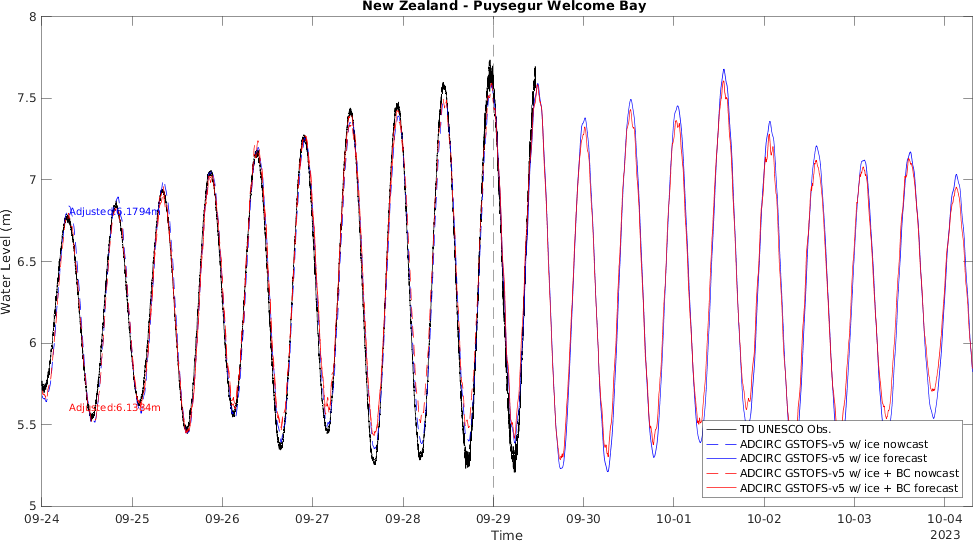 New Zealand - Puysegur Welcome Bay
8
7.5
7
6.5
6
5.5
5
Water Level (m)
Adjusted:6.1794m
Adjusted:6.1384m
TD UNESCO Obs.
ADCIRC GSTOFS-v5 w/ ice nowcast
ADCIRC GSTOFS-v5 w/ ice forecast
ADCIRC GSTOFS-v5 w/ ice + BC nowcast
ADCIRC GSTOFS-v5 w/ ice + BC forecast
09-24 09-25 09-26 09-27 09-28 09-29 09-30 10-01 10-02 10-03 10-04
Time
2023